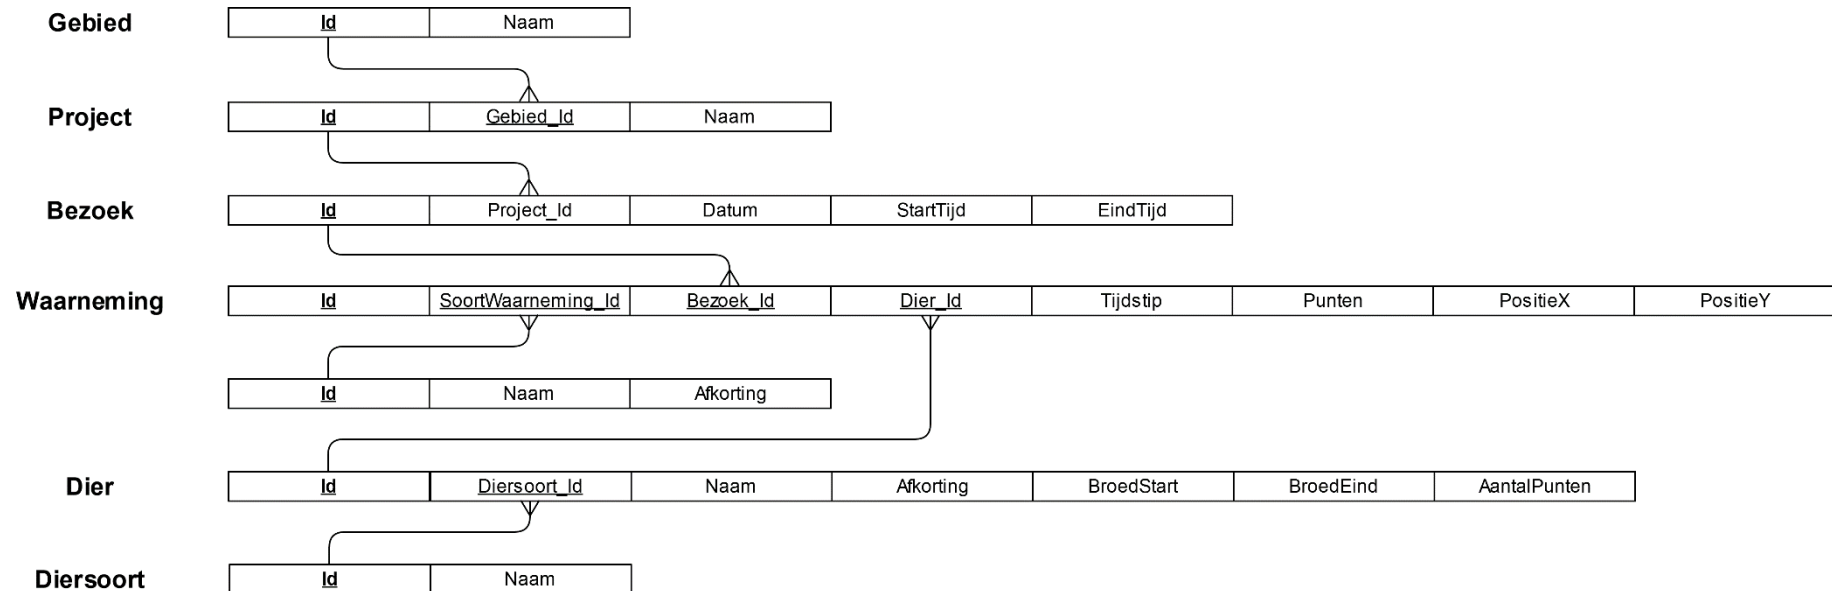 Gebied Id Naam
Project Id Gebied_Id Naam
Bezoek Id Project_Id Datum StartTijd EindTijd
Waarneming Id SoortWaarneming_Id Bezoek_Id Dier_Id Tijdstip Punten PositieX PositieY
Id Naam Afkorting
Dier Id Diersoort_Id Naam Afkorting BroedStart BroedEind AantalPunten
Diersoort Id Naam